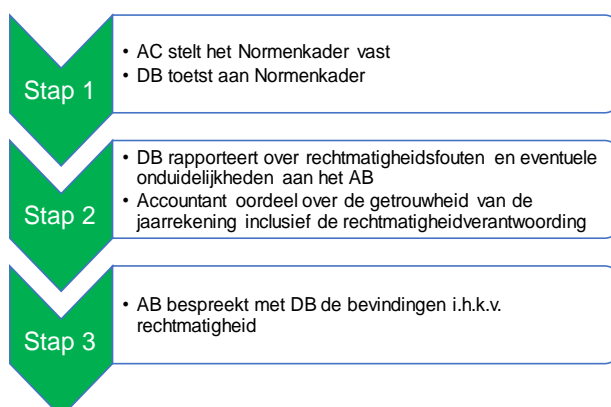 Stap 1
• AC stelt het Normenkader vast
• DB toetst aan Normenkader
Stap 2
• DB rapporteert over rechtmatigheidsfouten en eventuele
onduidelijkheden aan het AB
• Accountant oordeel over de getrouwheid van de
jaarrekening inclusief de rechtmatigheidverantwoording
Stap 3
• AB bespreekt met DB de bevindingen i.h.k.v.
rechtmatigheid